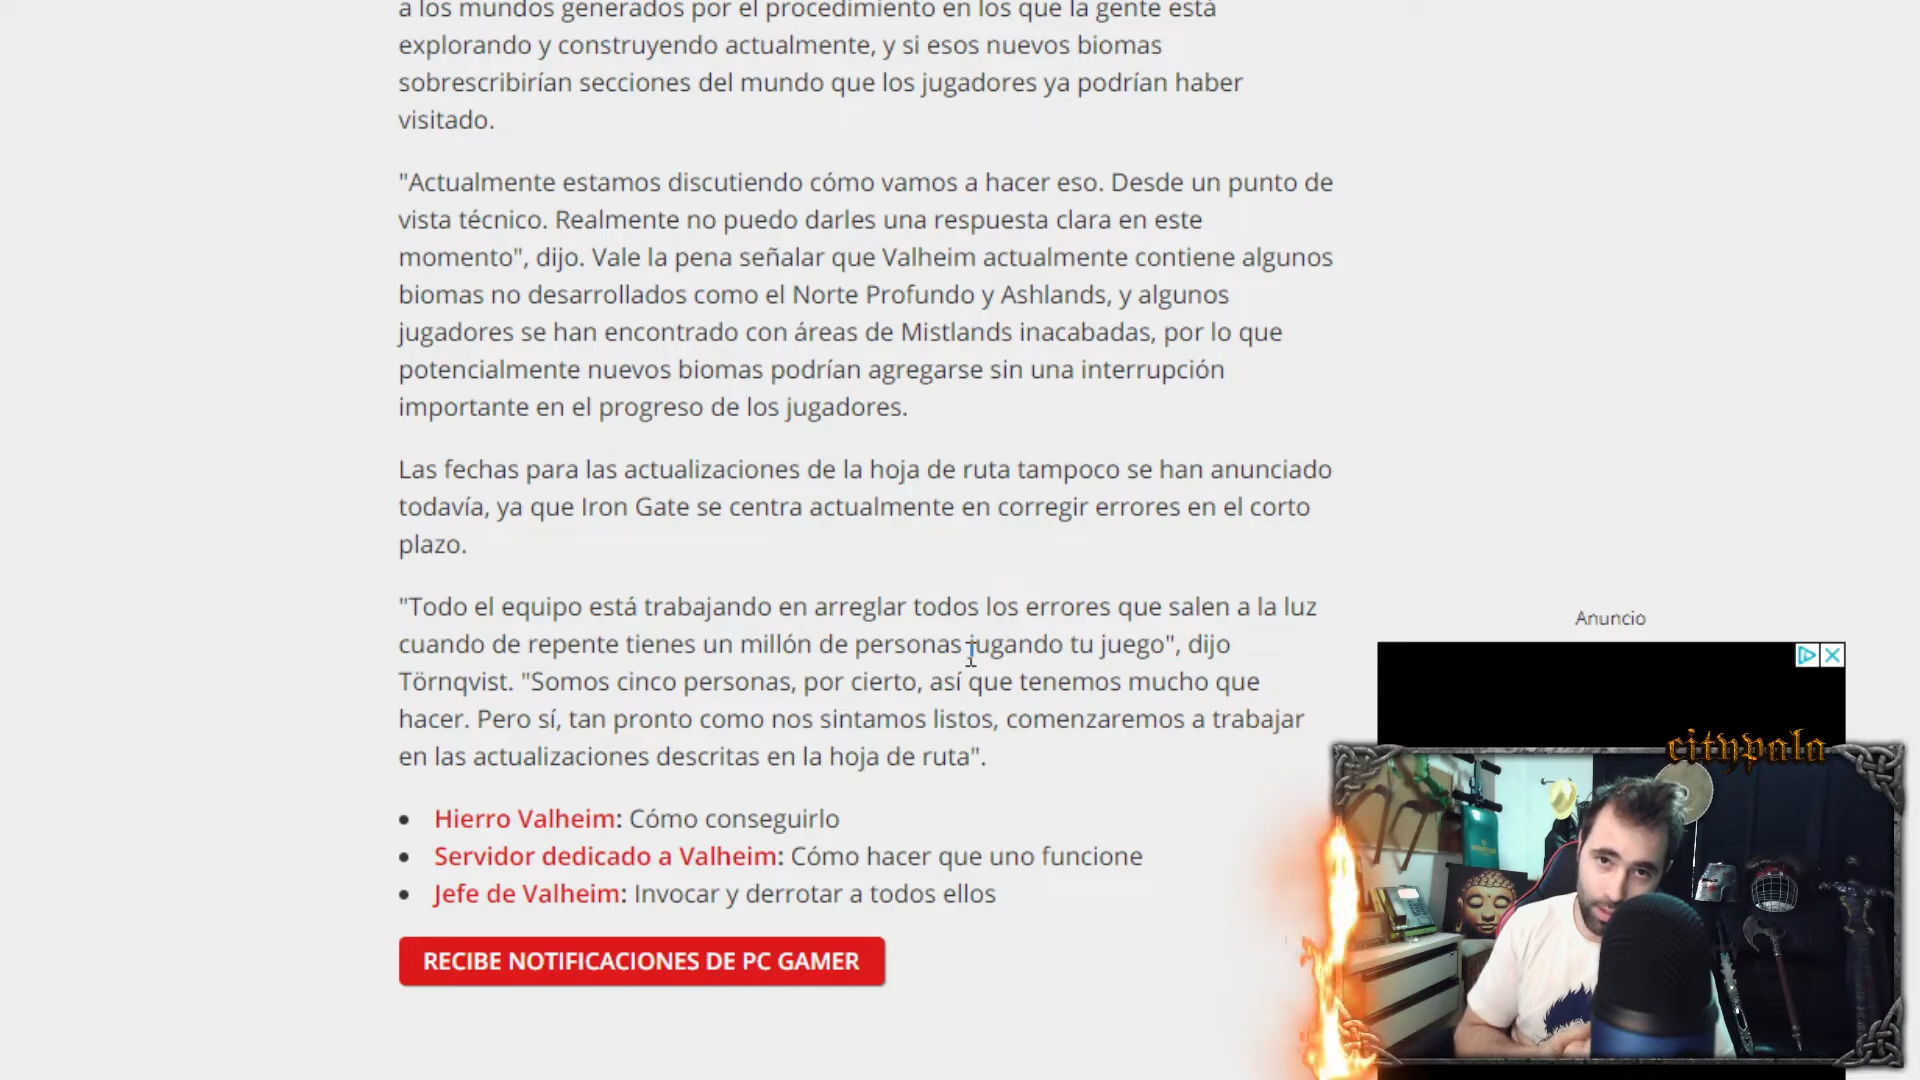 a los mundos generados por el procedimiento en los que la gente está
explorando y construyendo actualmente, y si esos nuevos biomas
sobrescribirían secciones del mundo que los jugadores ya podrían haber
visitado.
"Actualmente estamos discutiendo cómo vamos a hacer eso. Desde un punto de
vista técnico. Realmente no puedo darles una respuesta clara en este
momento", dijo. Vale la pena señalar que Valheim actualmente contiene algunos
biomas no desarrollados como el Norte Profundo y Ashlands, y algunos
jugadores se han encontrado con áreas de Mistlands inacabadas, por lo que
potencialmente nuevos biomas podrían agregarse sin una interrupción
importante en el progreso de los jugadores.
Las fechas para las actualizaciones de la hoja de ruta tampoco se han anunciado
todavía, ya que Iron Gate se centra actualmente en corregir errores en el corto
plazo.
"Todo el equipo está trabajando en arreglar todos los errores que salen a la luz
cuando de repente tienes un millón de personas jugando tu juego", dijo
Törnqvist. "Somos cinco personas, por cierto, así que tenemos mucho que
hacer. Pero sí, tan pronto como nos sintamos listos, comenzaremos a trabajar
en las actualizaciones descritas en la hoja de ruta".
• Hierro Valheim: Cómo conseguirlo
• Servidor dedicado a Valheim: Cómo hacer que uno funcione
• Jefe de Valheim: Invocar y derrotar a todos ellos
RECIBE NOTIFICACIONES DE PC GAMER
Anuncio
citypala